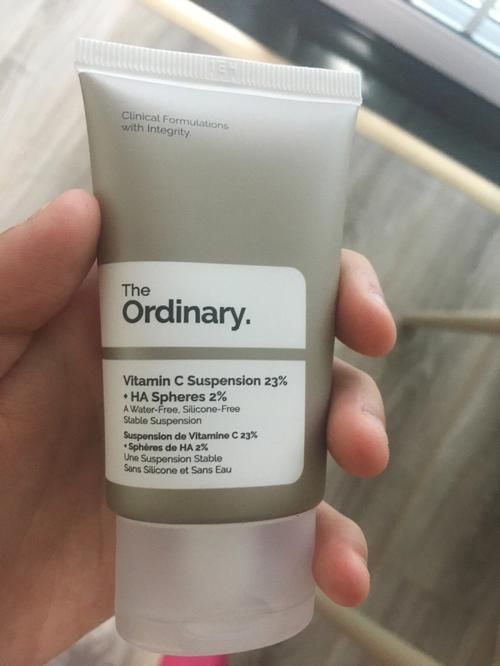 Clinical Formulations
with Integrity.
The
Ordinary.
Vitamin C Suspension 23%
+ HA Spheres 2%
A Water-Free, Silicone-Free
Stable Suspension
Suspension de Vitamine C 23%
+ Sphères de HA 2%
Une Suspension Stable
Sans Silicone et Sans Eau